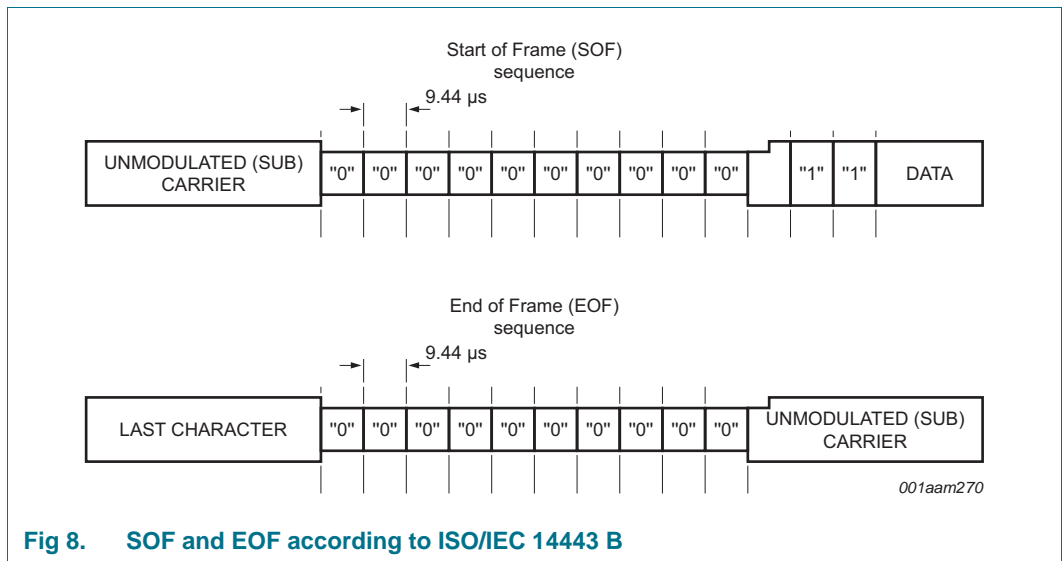 Start of Frame (SOF)
sequence
9.44 µs
UNMODULATED (SUB)
CARRIER
"0" "0" "0" "0" "0" "0" "0" "0" "0" "0" "1" "1" DATA
End of Frame (EOF)
sequence
9.44 µs
LAST CHARACTER "0" "0" "0" "0" "0" "0" "0" "0" "0" "0" UNMODULATED (SUB)
CARRIER
001aam270
Fig 8. SOF and EOF according to ISO/IEC 14443 B